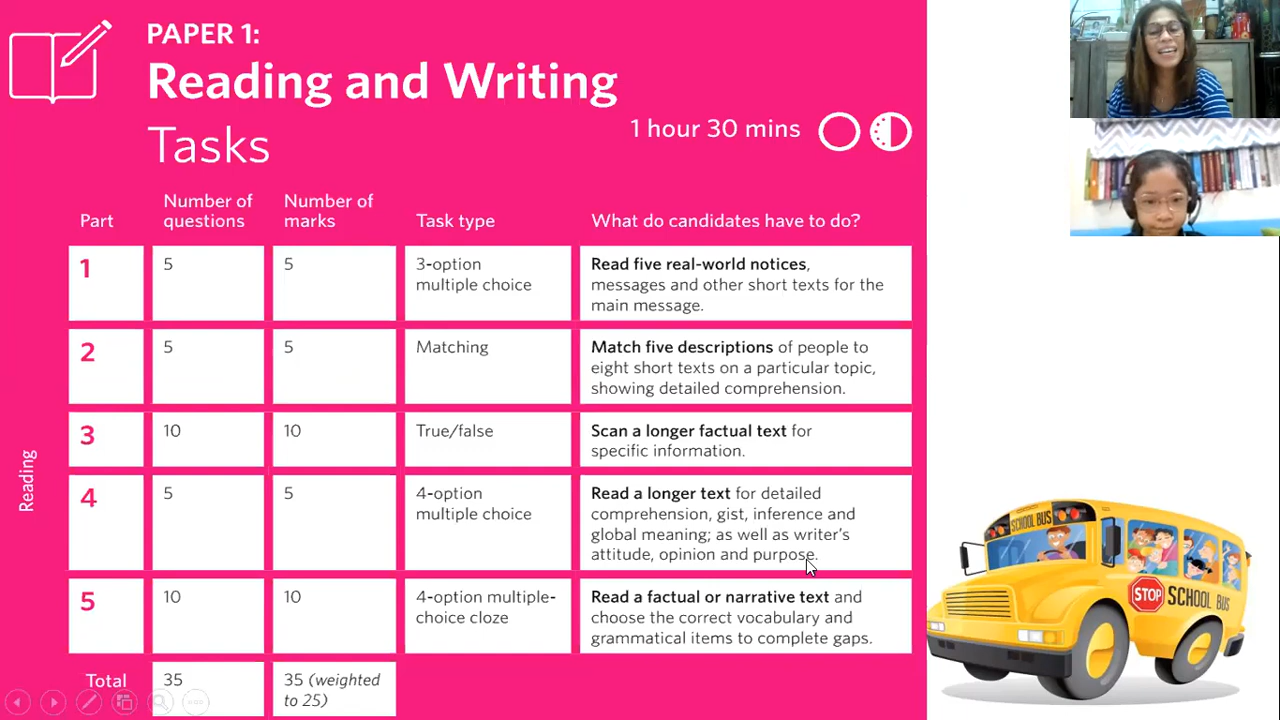 PAPER 1:
Reading and Writing
Tasks
1 hour 30 mins
Part
Number of
questions
Number of
marks
Task type
What do candidates have to do?
Reading
1
5
5
3-option
multiple choice
Read five real-world notices,
messages and other short texts for the
main message.
2
5
5
Matching
Match five descriptions of people to
eight short texts on a particular topic,
showing detailed comprehension.
3
10
10
True/false
Scan a longer factual text for
specific information.
4
5
5
4-option
multiple choice
Read a longer text for detailed
comprehension, gist, inference and
global meaning; as well as writer's
attitude, opinion and purpose.
5
10
10
4-option multiple-
choice cloze
Read a factual or narrative text and
choose the correct vocabulary and
grammatical items to complete gaps.
Total
35
35 (weighted
to 25)
SCHOOL BUS
STOP
SCHOOL BUS